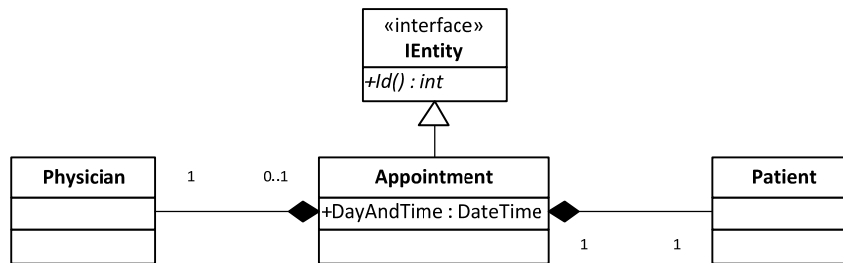 «interface»
IEntity
+Id() : int
Physician
1
0..1
Appointment
+DayAndTime : DateTime
Patient
1
1